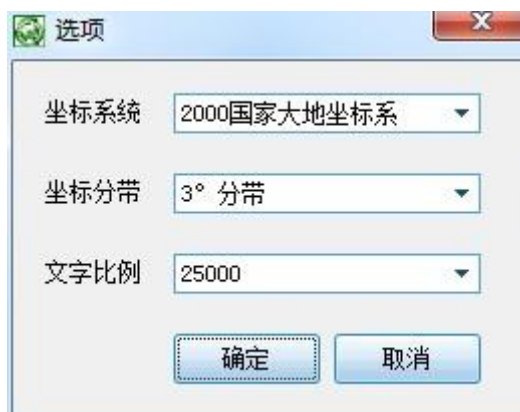 选项
坐标系统 2000国家大地坐标系
坐标分带 3° 分带
文字比例 25000
确定 取消